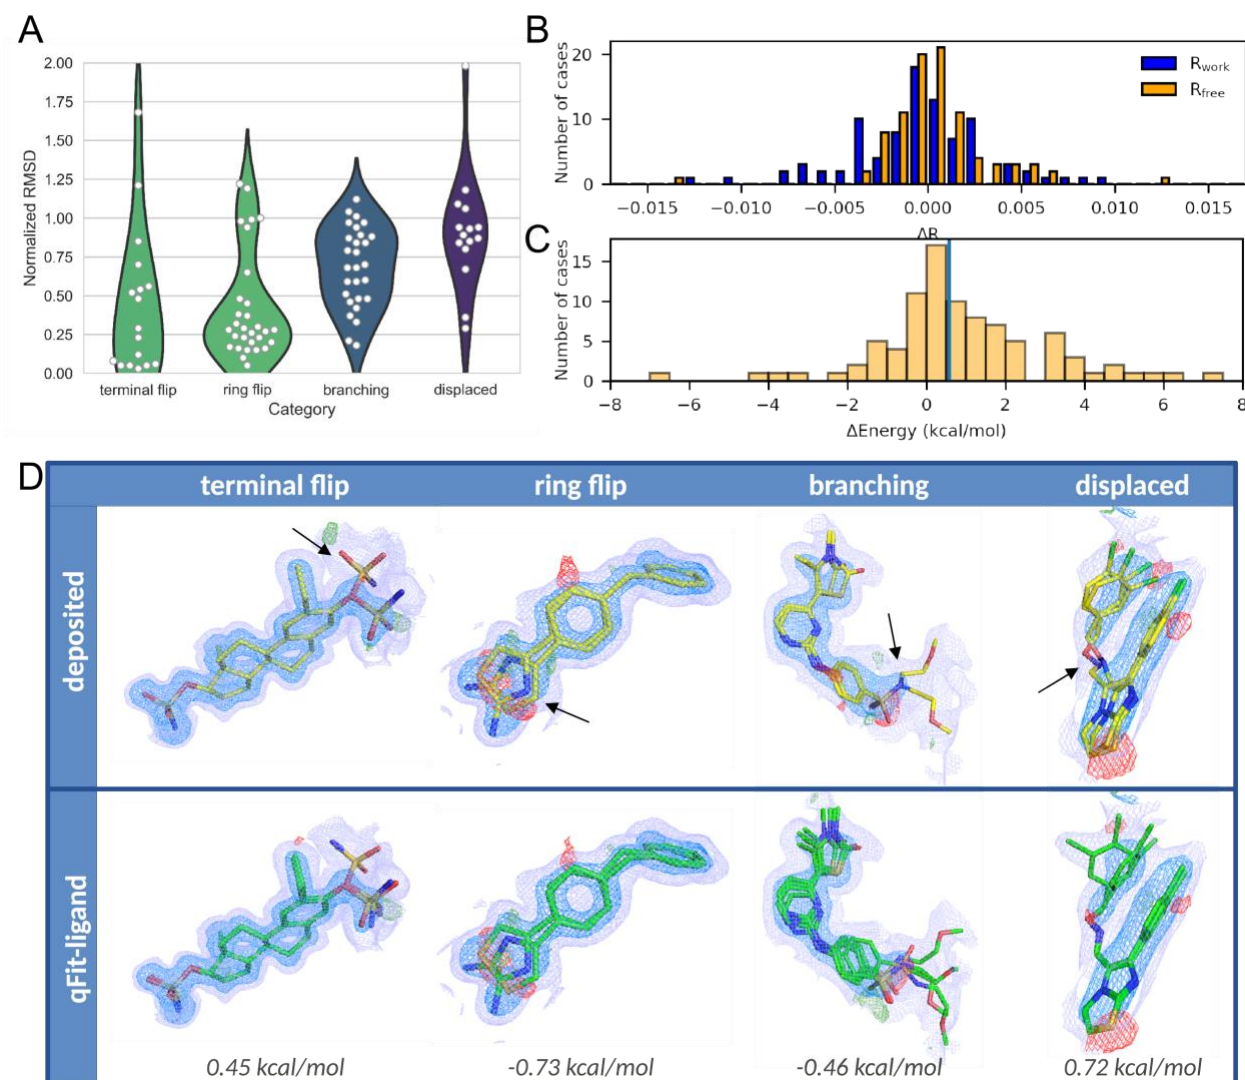 A
2.00
1.75
1.50
1.25
1.00
0.75
0.50
0.25
0.00
Normalized RMSD
terminal flip ring flip branching displaced
Category
B
20
10
0
Number of cases
Rwork
Rfree
−0.015 −0.010 −0.005 0.000 0.005 0.010 0.015
ΔR
C
15
10
5
0
Number of cases
−8 −6 −4 −2 0 2 4 6 8
ΔEnergy (kcal/mol)
D
terminal flip ring flip branching displaced
deposited
qFit-ligand
0.45 kcal/mol -0.73 kcal/mol -0.46 kcal/mol 0.72 kcal/mol